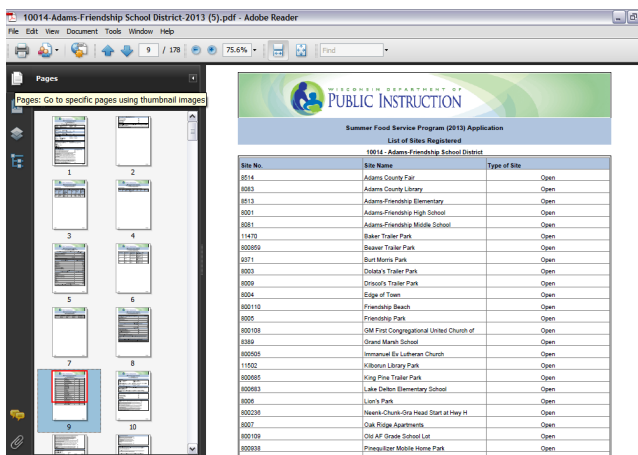 10014-Adams-Friendship School District-2013 (5).pdf - Adobe Reader
File Edit View Document Tools Window Help
9 / 178 75.6% Find
Pages
Pages: Go to specific pages using thumbnail images
1 2
3 4
5 6
7 8
9 10
WISCONSIN DEPARTMENT OF
PUBLIC INSTRUCTION
Summer Food Service Program (2013) Application
List of Sites Registered
10014 - Adams-Friendship School District
Site No. Site Name Type of Site
8514 Adams County Fair Open
8083 Adams County Library Open
8513 Adams-Friendship Elementary Open
8001 Adams-Friendship High School Open
8081 Adams-Friendship Middle School Open
11470 Baker Trailer Park Open
800859 Beaver Trailer Park Open
9371 Burt Morris Park Open
8003 Dolata's Trailer Park Open
8009 Driscol's Trailer Park Open
8004 Edge of Town Open
800110 Friendship Beach Open
8005 Friendship Park Open
800108 GM First Congregational United Church of Open
8389 Grand Marsh School Open
800505 Immanuel Ev Lutheran Church Open
11502 Kilbourn Library Park Open
800685 King Pine Trailer Park Open
800683 Lake Delton Elementary School Open
8006 Lion's Park Open
800236 Neenk-Chunk-Gra Head Start at Hwy H Open
8007 Oak Ridge Apartments Open
800109 Old AF Grade School Lot Open
800938 Pinequilizer Mobile Home Park Open